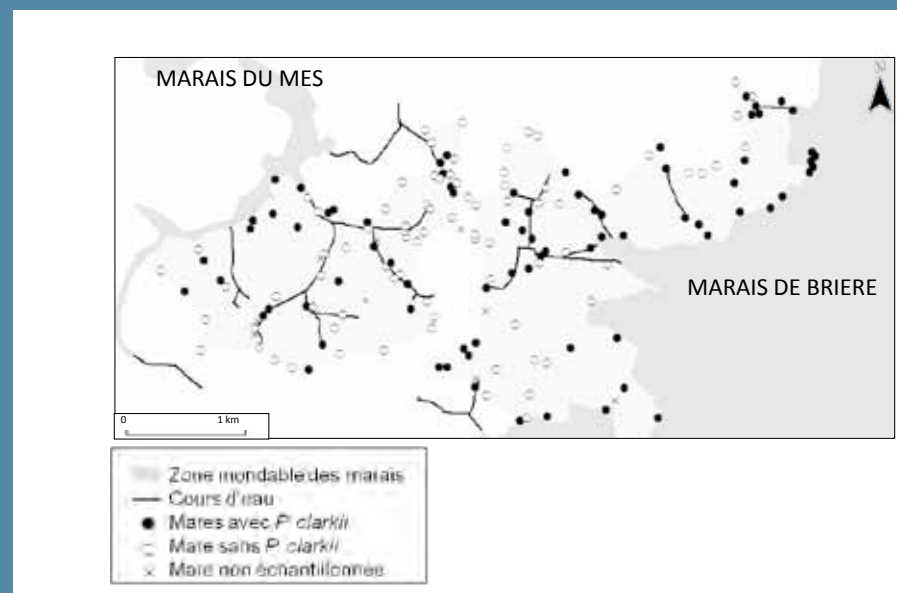 MARAIS DU MES
N
MARAIS DE BRIERE
0 1 km
Zone inondable des marais
Cours d'eau
Mares avec P. clarkii
Mare sans P. clarkii
Mare non échantillonnée